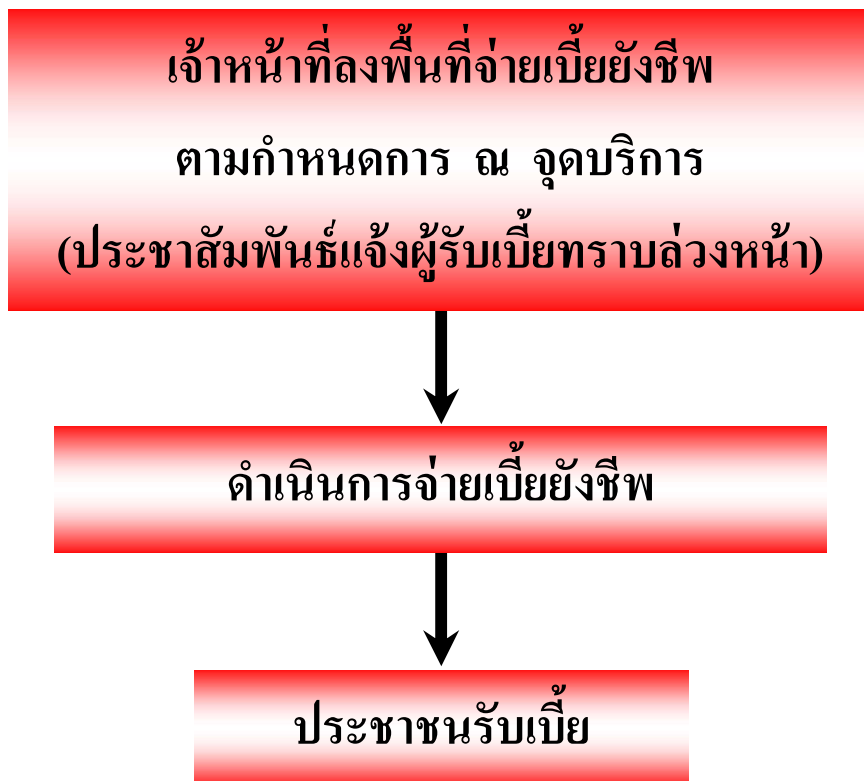 เจ้าหน้าที่ลงพื้นที่จ่ายเบี้ยยังชีพ
ตามกำหนดการ ณ จุดบริการ
(ประชาสัมพันธ์แจ้งผู้รับเบี้ยทราบล่วงหน้า)
ดำเนินการจ่ายเบี้ยยังชีพ
ประชาชนรับเบี้ย